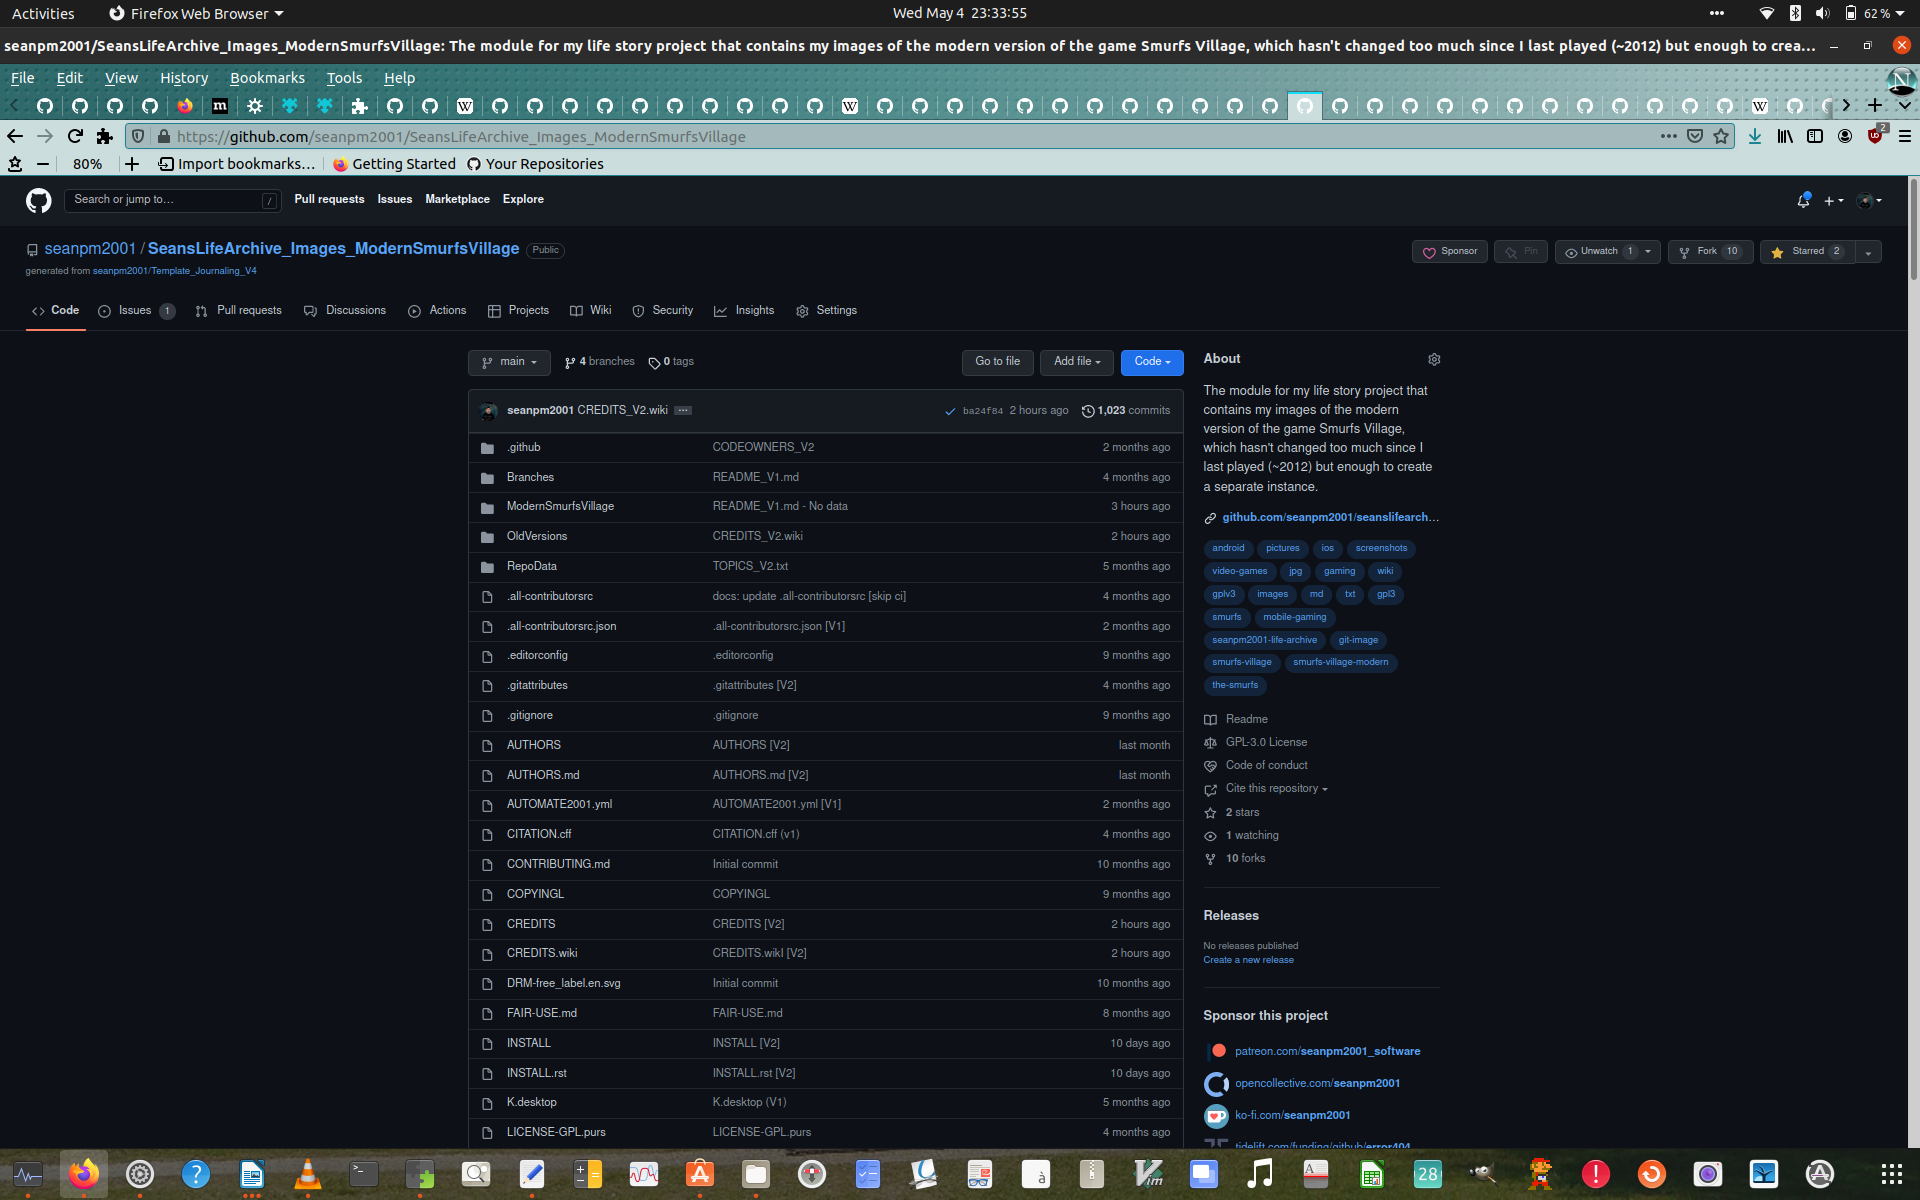 Activities
Firefox Web Browser
Wed May 4 23:33:55
62 %
seanpm2001/SeansLifeArchive_Images_ModernSmurfsVillage: The module for my life story project that contains my images of the modern version of the game Smurfs Village, which hasn't changed too much since I last played (~2012) but enough to crea…
File Edit View History Bookmarks Tools Help
https://github.com/seanpm2001/SeansLifeArchive_Images_ModernSmurfsVillage
2
80%
Import bookmarks…
Getting Started
Your Repositories
Search or jump to…
/
Pull requests
Issues
Marketplace
Explore
seanpm2001 / SeansLifeArchive_Images_ModernSmurfsVillage
Public
generated from seanpm2001/Template_Journaling_V4
Sponsor
Pin
Unwatch 1
Fork 10
Starred 2
Code
Issues 1
Pull requests
Discussions
Actions
Projects
Wiki
Security
Insights
Settings
main
4 branches
0 tags
Go to file
Add file
Code
seanpm2001 CREDITS_V2.wiki ba24f84 2 hours ago 1,023 commits
.github CODEOWNERS_V2 2 months ago
Branches README_V1.md 4 months ago
ModernSmurfsVillage README_V1.md - No data 3 hours ago
OldVersions CREDITS_V2.wiki 2 hours ago
RepoData TOPICS_V2.txt 5 months ago
.all-contributorsrc docs: update .all-contributorsrc [skip ci] 4 months ago
.all-contributorsrc.json .all-contributorsrc.json [V1] 2 months ago
.editorconfig .editorconfig 9 months ago
.gitattributes .gitattributes [V2] 4 months ago
.gitignore .gitignore 9 months ago
AUTHORS AUTHORS [V2] last month
AUTHORS.md AUTHORS.md [V2] last month
AUTOMATE2001.yml AUTOMATE2001.yml [V1] 2 months ago
CITATION.cff CITATION.cff (v1) 4 months ago
CONTRIBUTING.md Initial commit 10 months ago
COPYINGL COPYINGL 9 months ago
CREDITS CREDITS [V2] 2 hours ago
CREDITS.wiki CREDITS.wikI [V2] 2 hours ago
DRM-free_label.en.svg Initial commit 10 months ago
FAIR-USE.md FAIR-USE.md 8 months ago
INSTALL INSTALL [V2] 10 days ago
INSTALL.rst INSTALL.rst [V2] 10 days ago
K.desktop K.desktop (V1) 5 months ago
LICENSE-GPL.purs LICENSE-GPL.purs 4 months ago
About
The module for my life story project that
contains my images of the modern
version of the game Smurfs Village,
which hasn't changed too much since I
last played (~2012) but enough to create
a separate instance.
github.com/seanpm2001/seanslifearch…
android pictures ios screenshots
video-games jpg gaming wiki
gplv3 images md txt gpl3
smurfs mobile-gaming
seanpm2001-life-archive git-image
smurfs-village smurfs-village-modern
the-smurfs
Readme
GPL-3.0 License
Code of conduct
Cite this repository
2 stars
1 watching
10 forks
Releases
No releases published
Create a new release
Sponsor this project
patreon.com/seanpm2001_software
opencollective.com/seanpm2001
ko-fi.com/seanpm2001
tidelift.com/funding/github/error404
28